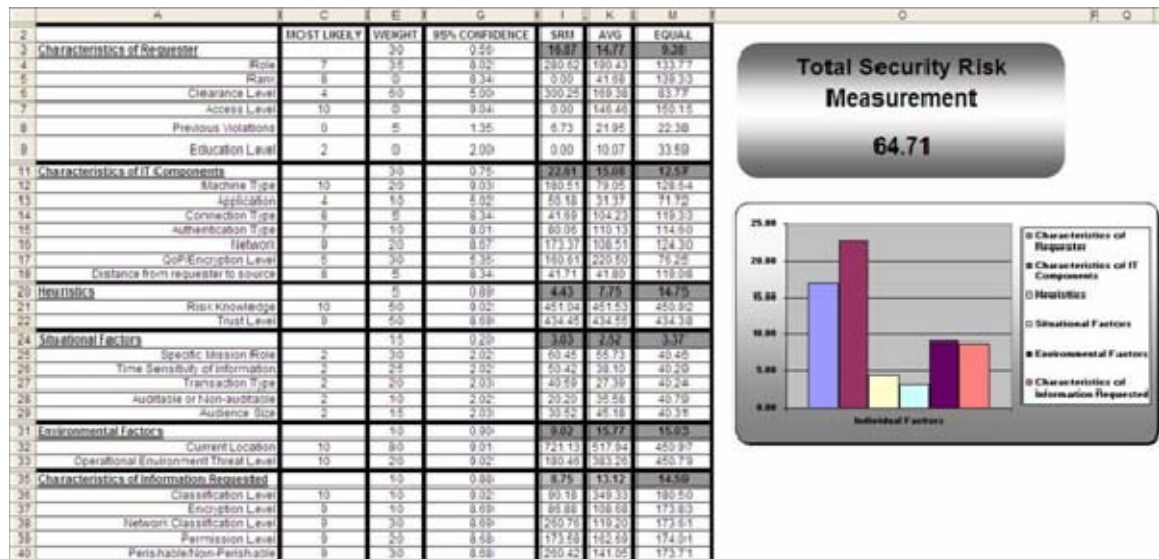 A C E G I K M O Q
2 MOST LIKELY WEIGHT 95% CONFIDENCE SRM AVG EQUAL
3 Characteristics of Requester 30 0.56 16.87 14.77 9.38
4 Role 7 35 8.02 280.62 190.43 133.77
5 Rank 8 0 8.34 0.00 41.68 139.33
6 Clearance Level 4 60 5.00 300.25 169.38 83.77
7 Access Level 10 0 9.04 0.00 146.46 150.15
8 Previous Violations 0 5 1.35 6.73 21.95 22.38
9 Education Level 2 0 2.00 0.00 10.07 33.59
11 Characteristics of IT Components 30 0.75 22.61 15.08 12.57
12 Machine Type 10 20 9.03 180.51 79.05 128.64
13 Application 4 10 5.02 50.18 31.37 71.72
14 Connection Type 8 5 8.34 41.69 104.23 119.33
15 Authentication Type 7 10 8.01 80.05 110.13 114.60
16 Network 9 20 8.67 173.37 108.51 124.30
17 QoP/Encryption Level 5 30 5.35 160.61 220.50 76.25
18 Distance from requester to source 8 5 8.34 41.71 41.80 119.08
20 Heuristics 5 0.89 4.43 7.75 14.75
21 Risk Knowledge 10 50 9.02 451.04 451.53 450.92
22 Trust Level 9 50 8.69 434.45 434.55 434.38
24 Situational Factors 15 0.20 3.03 2.52 3.37
25 Specific Mission Role 2 30 2.02 60.45 55.73 40.46
26 Time Sensitivity of Information 2 25 2.02 50.42 38.10 40.29
27 Transaction Type 2 20 2.03 40.59 27.39 40.24
28 Auditable or Non-auditable 2 10 2.02 20.20 35.58 40.79
29 Audience Size 2 15 2.03 30.52 45.18 40.31
31 Environmental Factors 10 0.90 9.02 15.77 15.03
32 Current Location 10 80 9.01 721.13 517.94 450.97
33 Operational Environment Threat Level 10 20 9.02 180.46 383.26 450.79
35 Characteristics of Information Requested 10 0.88 8.75 13.12 14.59
36 Classification Level 10 10 9.02 90.18 349.33 180.50
37 Encryption Level 9 10 8.69 86.88 108.68 173.83
38 Network Classification Level 9 30 8.69 260.76 119.20 173.61
39 Permission Level 9 20 8.68 173.58 162.59 174.01
40 Perishable/Non-Perishable 9 30 8.68 260.42 141.05 173.71
Total Security Risk
Measurement
64.71
25.00
20.00
15.00
10.00
5.00
0.00
Individual Factors
Characteristics of
Requester
Characteristics of IT
Components
Heuristics
Situational Factors
Environmental Factors
Characteristics of
Information Requested